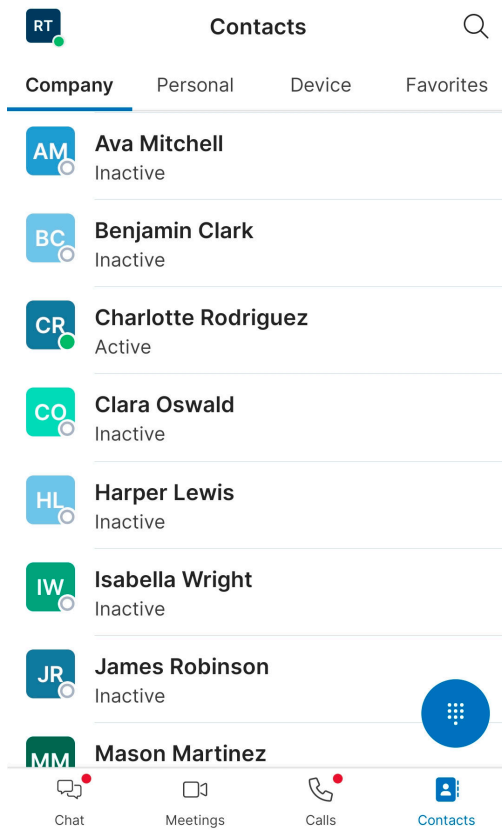 RT
Contacts
Company Personal Device Favorites
AM
Ava Mitchell
Inactive
BC
Benjamin Clark
Inactive
CR
Charlotte Rodriguez
Active
CO
Clara Oswald
Inactive
HL
Harper Lewis
Inactive
IW
Isabella Wright
Inactive
JR
James Robinson
Inactive
MM
Mason Martinez
Chat Meetings Calls Contacts